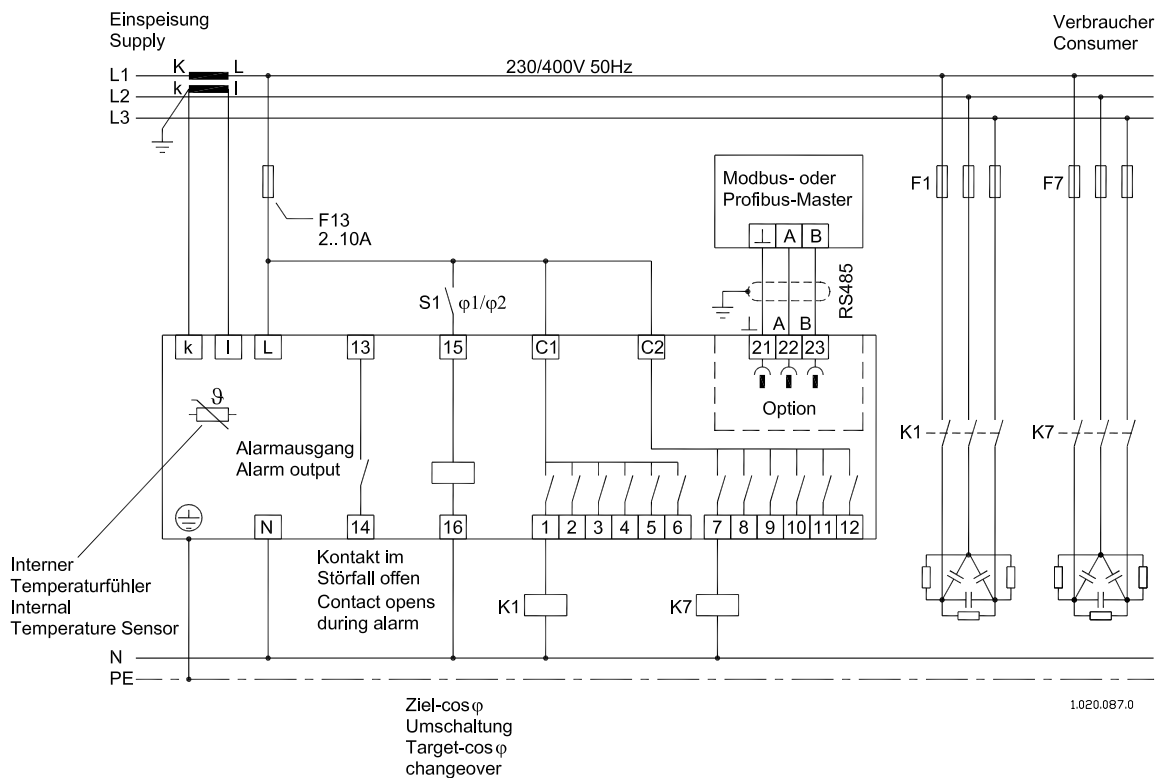 Einspeisung
Supply
Verbraucher
Consumer
K L
230/400V 50Hz
L1
k l
L2
L3
F13
2..10A
Modbus- oder
Profibus-Master
⊥ A B
F1
F7
RS485
S1 φ1/φ2
⊥ A B
k l L 13 15 C1 C2 21 22 23
ϑ
Option
Alarmausgang
Alarm output
K1
K7
N 14 16 1 2 3 4 5 6 7 8 9 10 11 12
Interner
Temperaturfühler
Internal
Temperature Sensor
Kontakt im
Störfall offen
Contact opens
during alarm
K1
K7
N
PE
Ziel-cos φ
Umschaltung
Target-cos φ
changeover
1.020.087.0